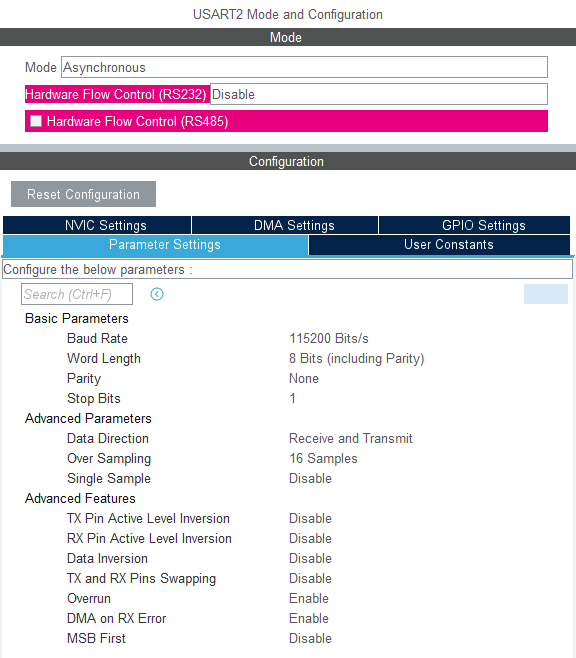 USART2 Mode and Configuration
Mode
Mode Asynchronous
Hardware Flow Control (RS232) Disable
Hardware Flow Control (RS485)
Configuration
Reset Configuration
NVIC Settings DMA Settings GPIO Settings
Parameter Settings User Constants
Configure the below parameters :
Search (Ctrl+F)
Basic Parameters
Baud Rate 115200 Bits/s
Word Length 8 Bits (including Parity)
Parity None
Stop Bits 1
Advanced Parameters
Data Direction Receive and Transmit
Over Sampling 16 Samples
Single Sample Disable
Advanced Features
TX Pin Active Level Inversion Disable
RX Pin Active Level Inversion Disable
Data Inversion Disable
TX and RX Pins Swapping Disable
Overrun Enable
DMA on RX Error Enable
MSB First Disable